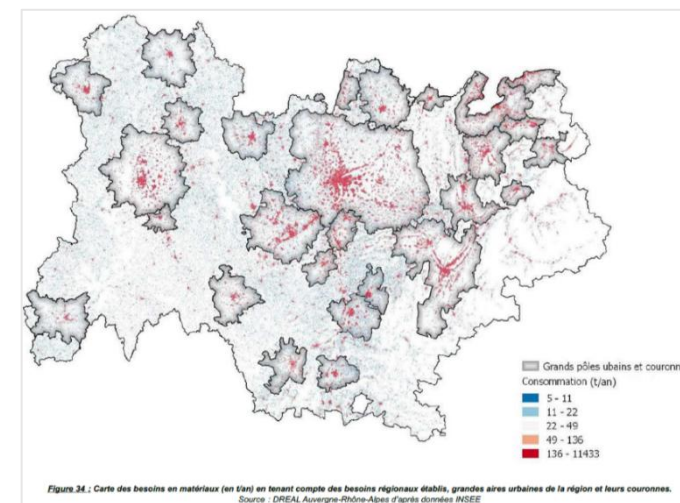 Grands pôles ubains et couronn
Consommation (t/an)
5 - 11
11 - 22
22 - 49
49 - 136
136 - 11433
Figure 34 : Carte des besoins en matériaux (en t/an) en tenant compte des besoins régionaux établis, grandes aires urbaines de la région et leurs couronnes.
Source : DREAL Auvergne-Rhône-Alpes d'après données INSEE